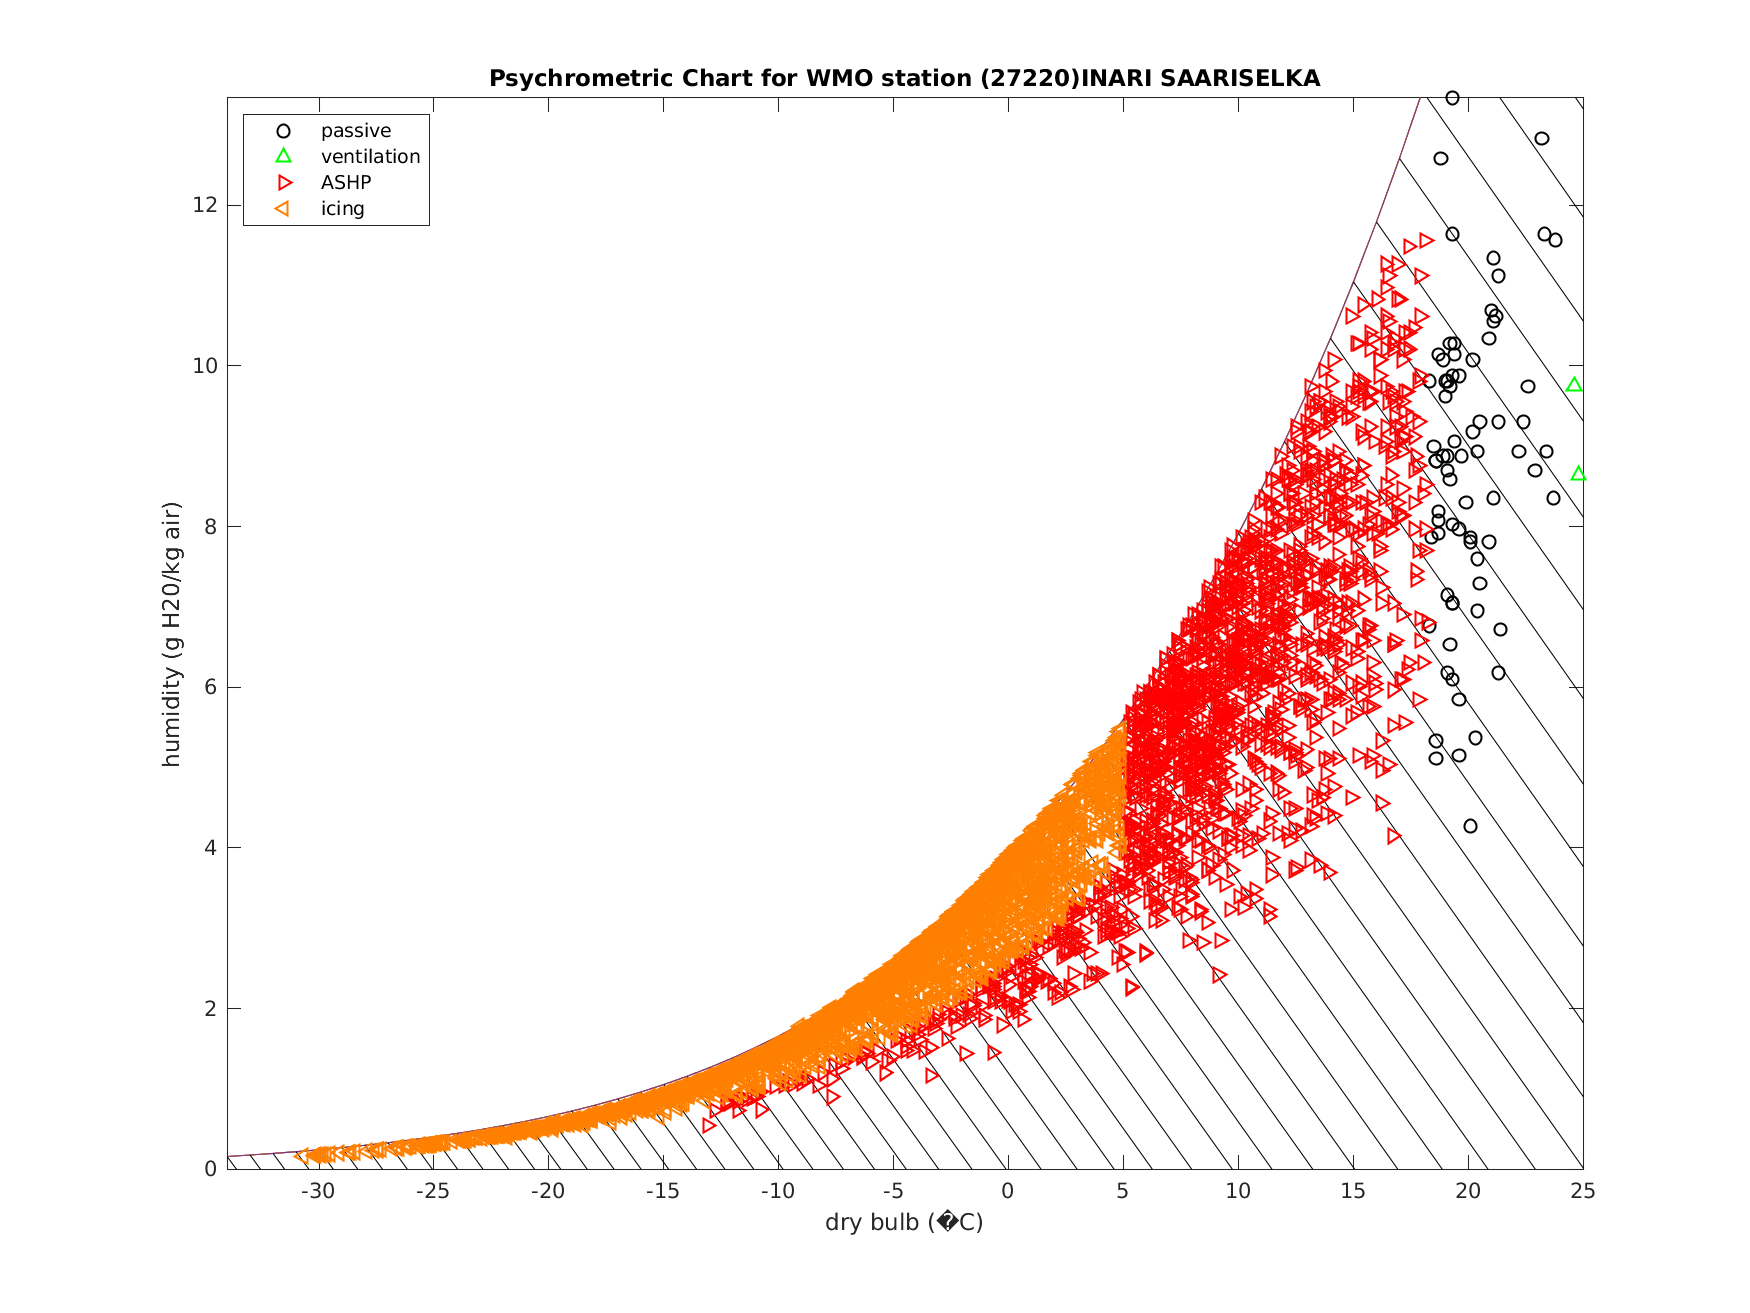 Psychrometric Chart for WMO station (27220)INARI SAARISELKA
passive
ventilation
ASHP
icing
humidity (g H20/kg air)
12
10
8
6
4
2
0
-30 -25 -20 -15 -10 -5 0 5 10 15 20 25
dry bulb (�C)